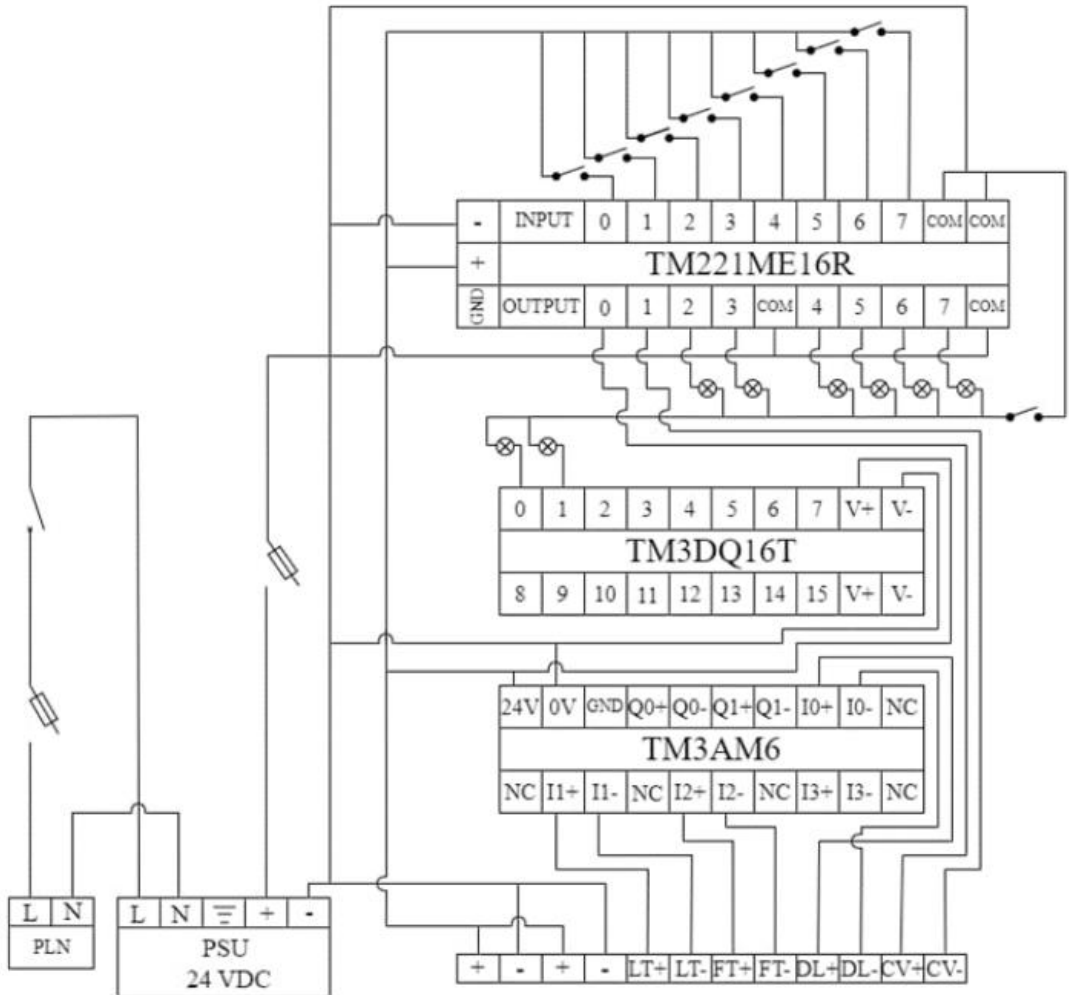 - INPUT 0 1 2 3 4 5 6 7 COM COM
+ TM221ME16R
GND OUTPUT 0 1 2 3 COM 4 5 6 7 COM
0 1 2 3 4 5 6 7 V+ V-
TM3DQ16T
8 9 10 11 12 13 14 15 V+ V-
24V 0V GND Q0+ Q0- Q1+ Q1- I0+ I0- NC
TM3AM6
NC I1+ I1- NC I2+ I2- NC I3+ I3- NC
L N
PLN
L N + -
PSU
24 VDC
+ - + - LT+ LT- FT+ FT- DL+ DL- CV+ CV-